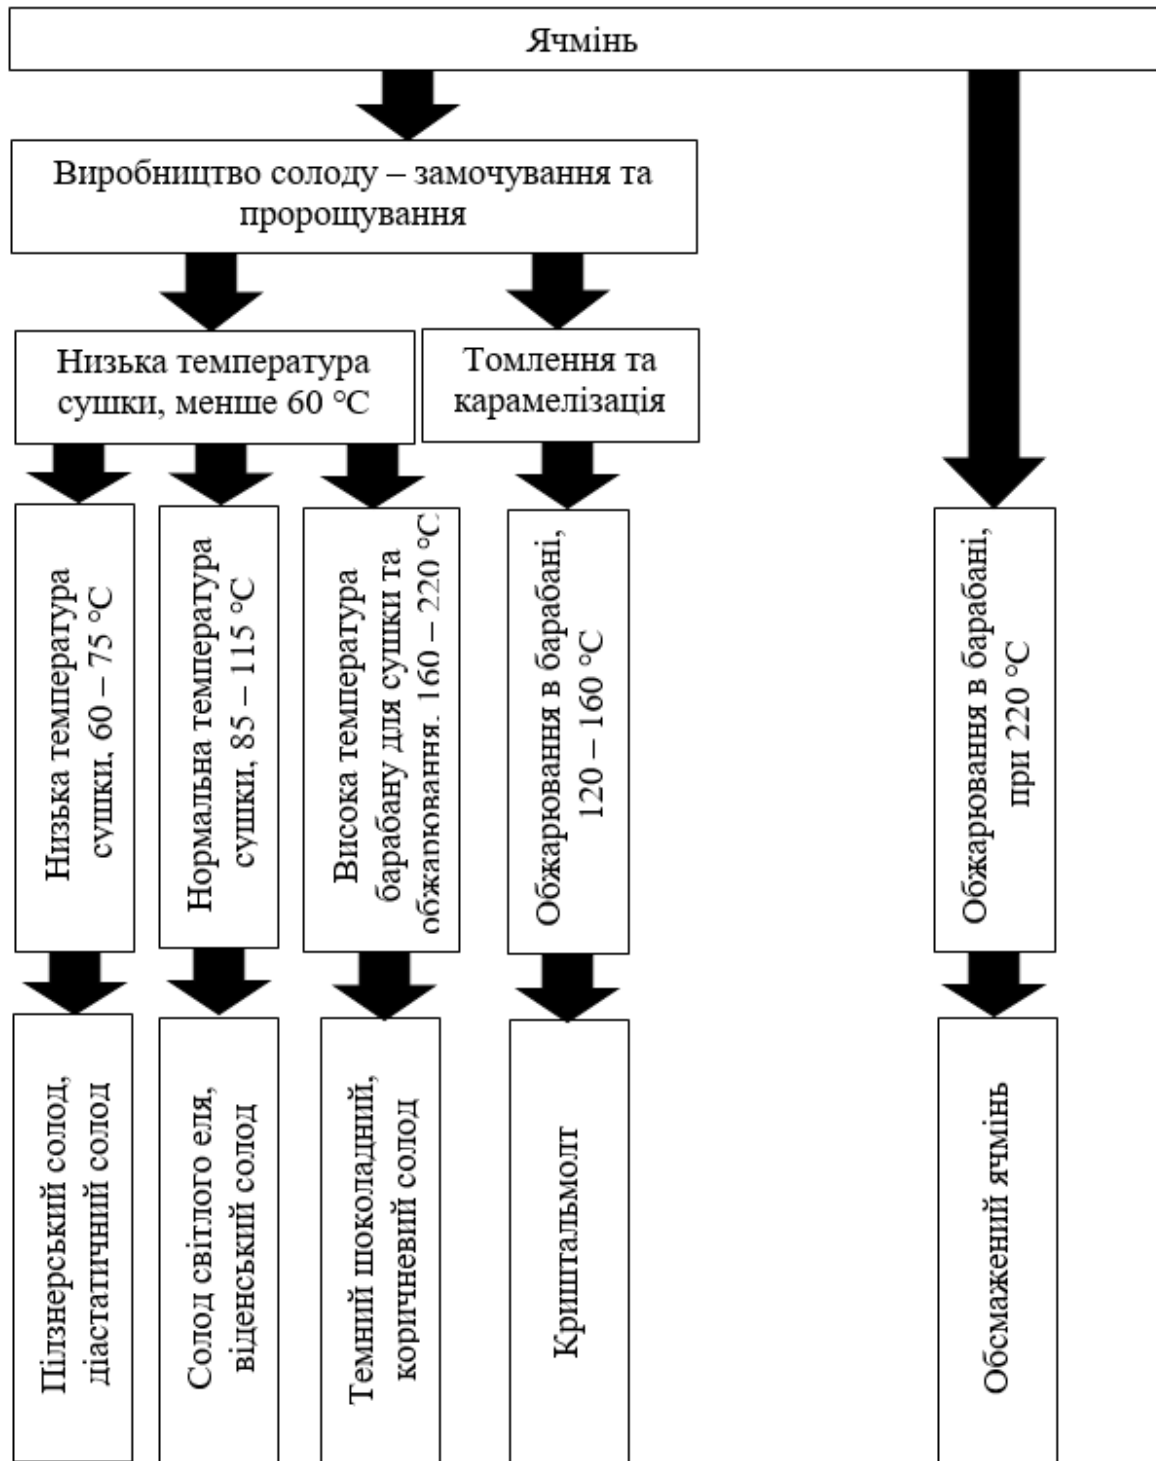 Ячмінь
Виробництво солоду – замочування та
пророщування
Низька температура
сушки, менше 60 °C
Томлення та
карамелізація
Низька температура
сушки, 60 – 75 °C
Нормальна температура
сушки, 85 – 115 °C
Висока температура
барабану для сушки та
обжарювання, 160 – 220 °C
Обжарювання в барабані,
120 – 160 °C
Обжарювання в барабані,
при 220 °C
Пілзнерський солод,
діастатичний солод
Солод світлого еля,
віденський солод
Темний шоколадний,
коричневий солод
Криштальмолт
Обсмажений ячмінь